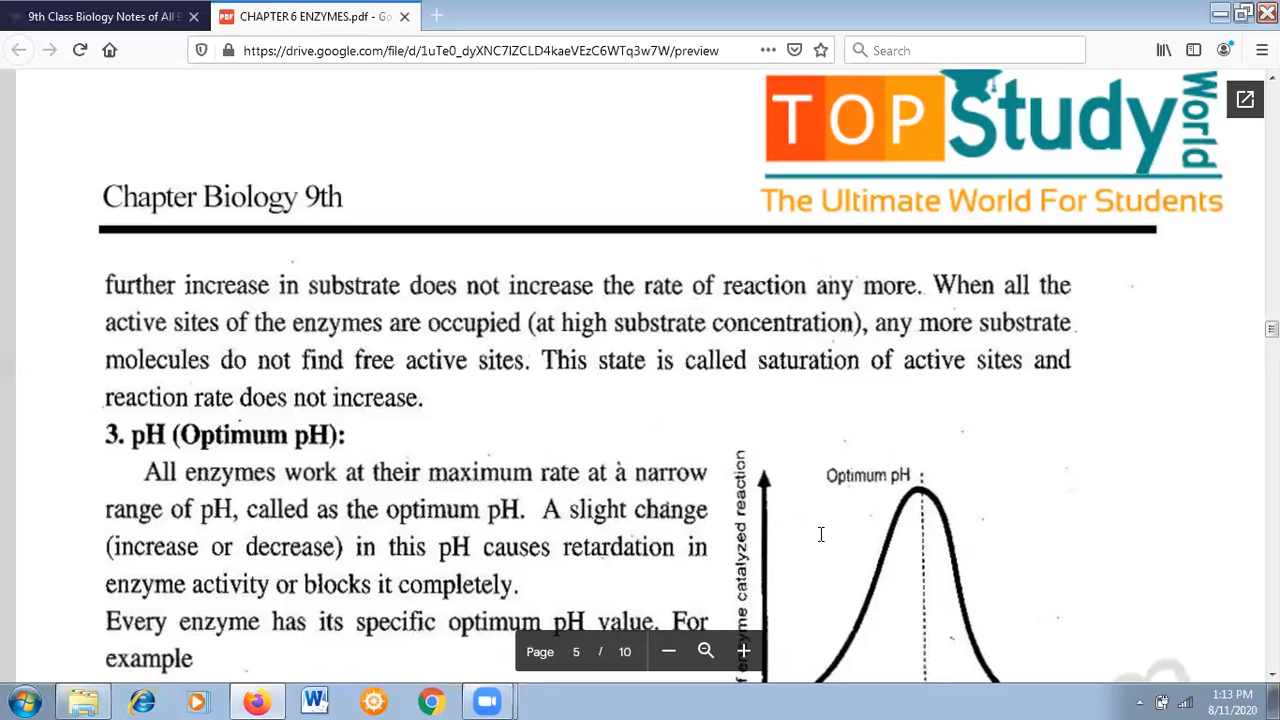 9th Class Biology Notes of All 9
CHAPTER 6 ENZYMES.pdf - Go
https://drive.google.com/file/d/1uTe0_dyXNC7IZCLD4kaeVEzC6WTq3w7W/preview
Search
TOP Study World
The Ultimate World For Students
Chapter Biology 9th
further increase in substrate does not increase the rate of reaction any more. When all the
active sites of the enzymes are occupied (at high substrate concentration), any more substrate
molecules do not find free active sites. This state is called saturation of active sites and
reaction rate does not increase.
3. pH (Optimum pH):
All enzymes work at their maximum rate at a narrow
range of pH, called as the optimum pH. A slight change
(increase or decrease) in this pH causes retardation in
enzyme activity or blocks it completely.
Every enzyme has its specific optimum pH value. For
example
Optimum pH
f enzyme catalyzed reaction
Page 5 / 10
1:13 PM
8/11/2020